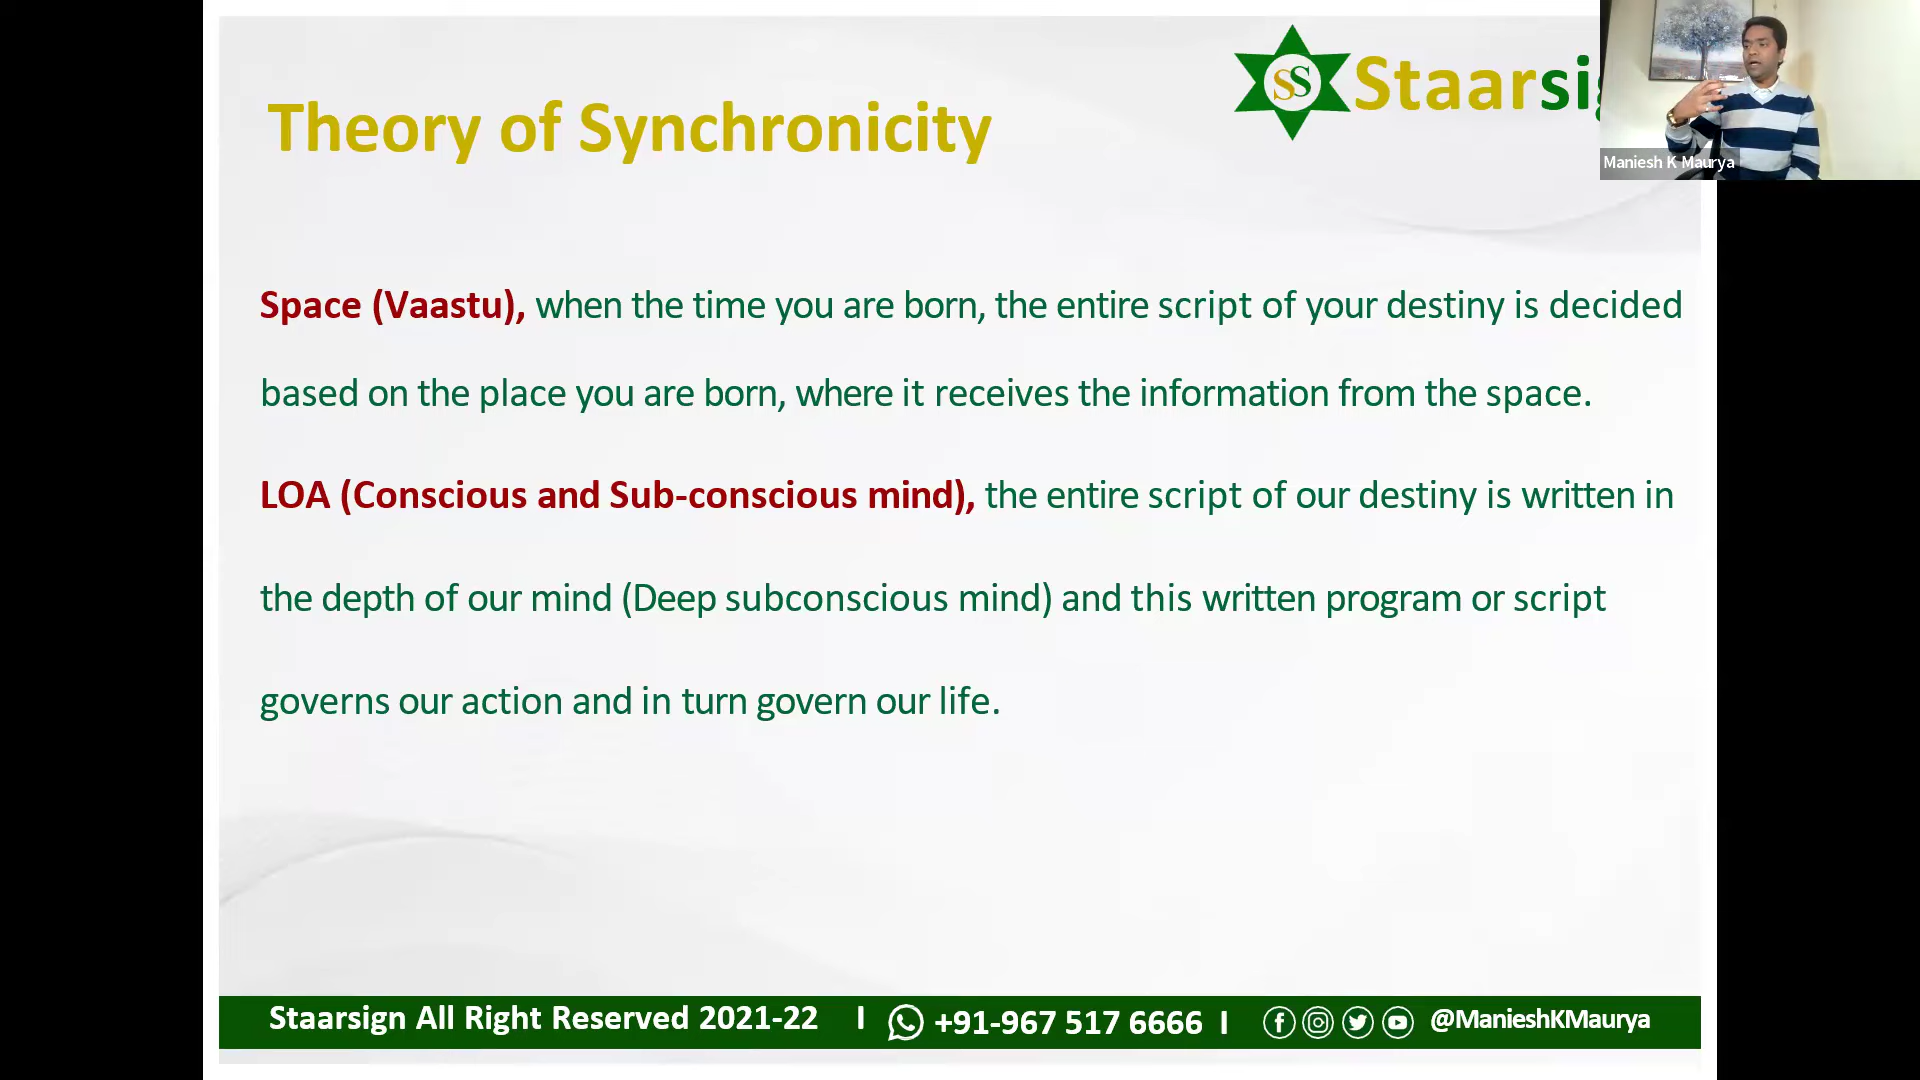 Theory of Synchronicity
SS
Staarsi
Maniesh K Maurya
Space (Vaastu), when the time you are born, the entire script of your destiny is decided
based on the place you are born, where it receives the information from the space.
LOA (Conscious and Sub-conscious mind), the entire script of our destiny is written in
the depth of our mind (Deep subconscious mind) and this written program or script
governs our action and in turn govern our life.
Staarsign All Right Reserved 2021-22 I +91-967 517 6666 I @ManieshKMaurya